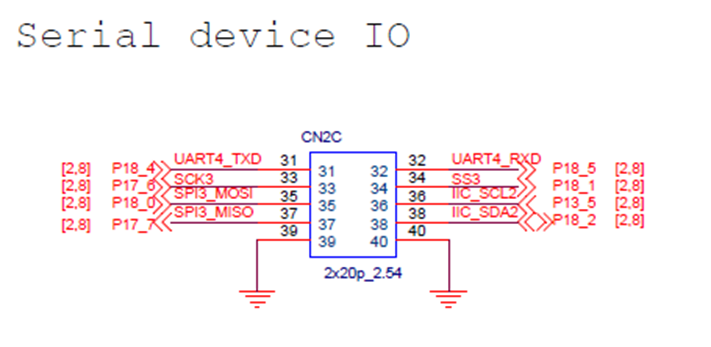 Serial device IO
CN2C
[2,8] P18_4 UART4_TXD 31 31 32 32 UART4_RXD P18_5 [2,8]
[2,8] P17_6 SCK3 33 33 34 34 SS3 P18_1 [2,8]
[2,8] P18_0 SPI3_MOSI 35 35 36 36 IIC_SCL2 P13_5 [2,8]
[2,8] P17_7 SPI3_MISO 37 37 38 38 IIC_SDA2 P18_2 [2,8]
39 39 40 40
2x20p_2.54